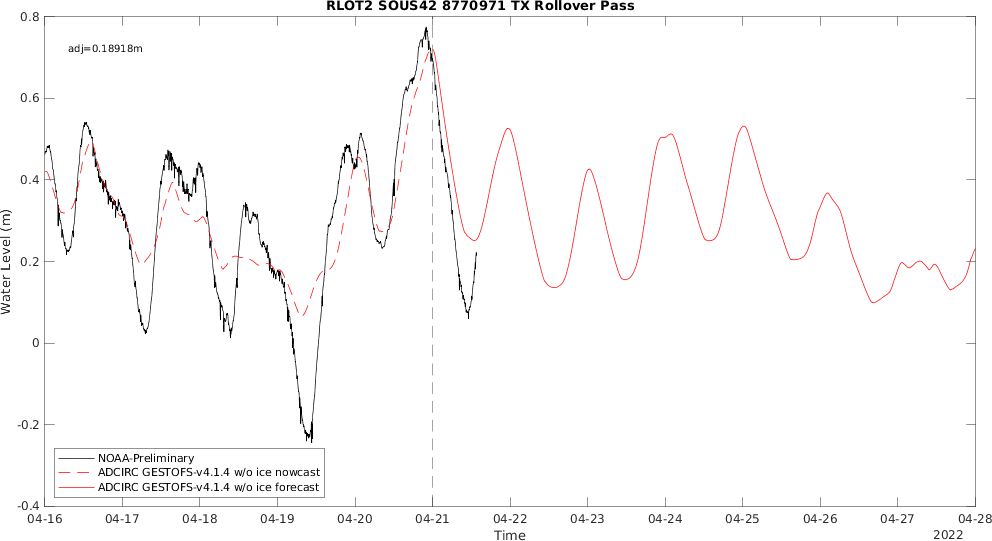 RLOT2 SOUS42 8770971 TX Rollover Pass
0.8
adj=0.18918m
0.6
0.4
0.2
0
-0.2
-0.4
Water Level (m)
NOAA-Preliminary
ADCIRC GESTOFS-v4.1.4 w/o ice nowcast
ADCIRC GESTOFS-v4.1.4 w/o ice forecast
04-16 04-17 04-18 04-19 04-20 04-21 04-22 04-23 04-24 04-25 04-26 04-27 04-28
Time
2022